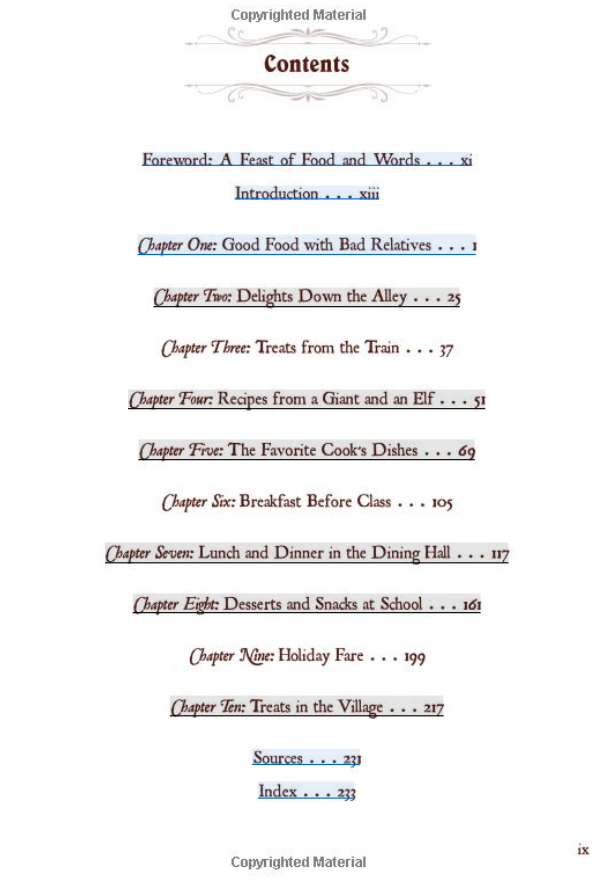 Copyrighted Material
Contents
Foreword: A Feast of Food and Words . . . xi
Introduction . . . xiii
Chapter One: Good Food with Bad Relatives . . . 1
Chapter Two: Delights Down the Alley . . . 25
Chapter Three: Treats from the Train . . . 37
Chapter Four: Recipes from a Giant and an Elf . . . 51
Chapter Five: The Favorite Cook's Dishes . . . 69
Chapter Six: Breakfast Before Class . . . 105
Chapter Seven: Lunch and Dinner in the Dining Hall . . . 117
Chapter Eight: Desserts and Snacks at School . . . 161
Chapter Nine: Holiday Fare . . . 199
Chapter Ten: Treats in the Village . . . 217
Sources . . . 231
Index . . . 233
ix
Copyrighted Material